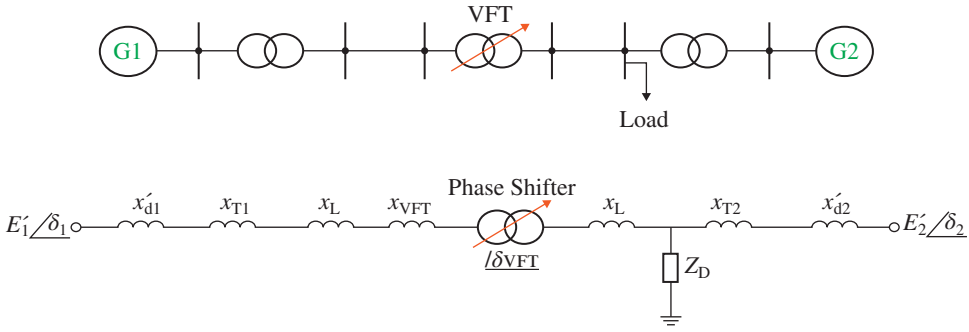 VFT
G1
G2
Load
Phase Shifter
x′d1
xT1
xL
xVFT
xL
xT2
x′d2
E′1/δ1
E′2/δ2
/δVFT
ZD